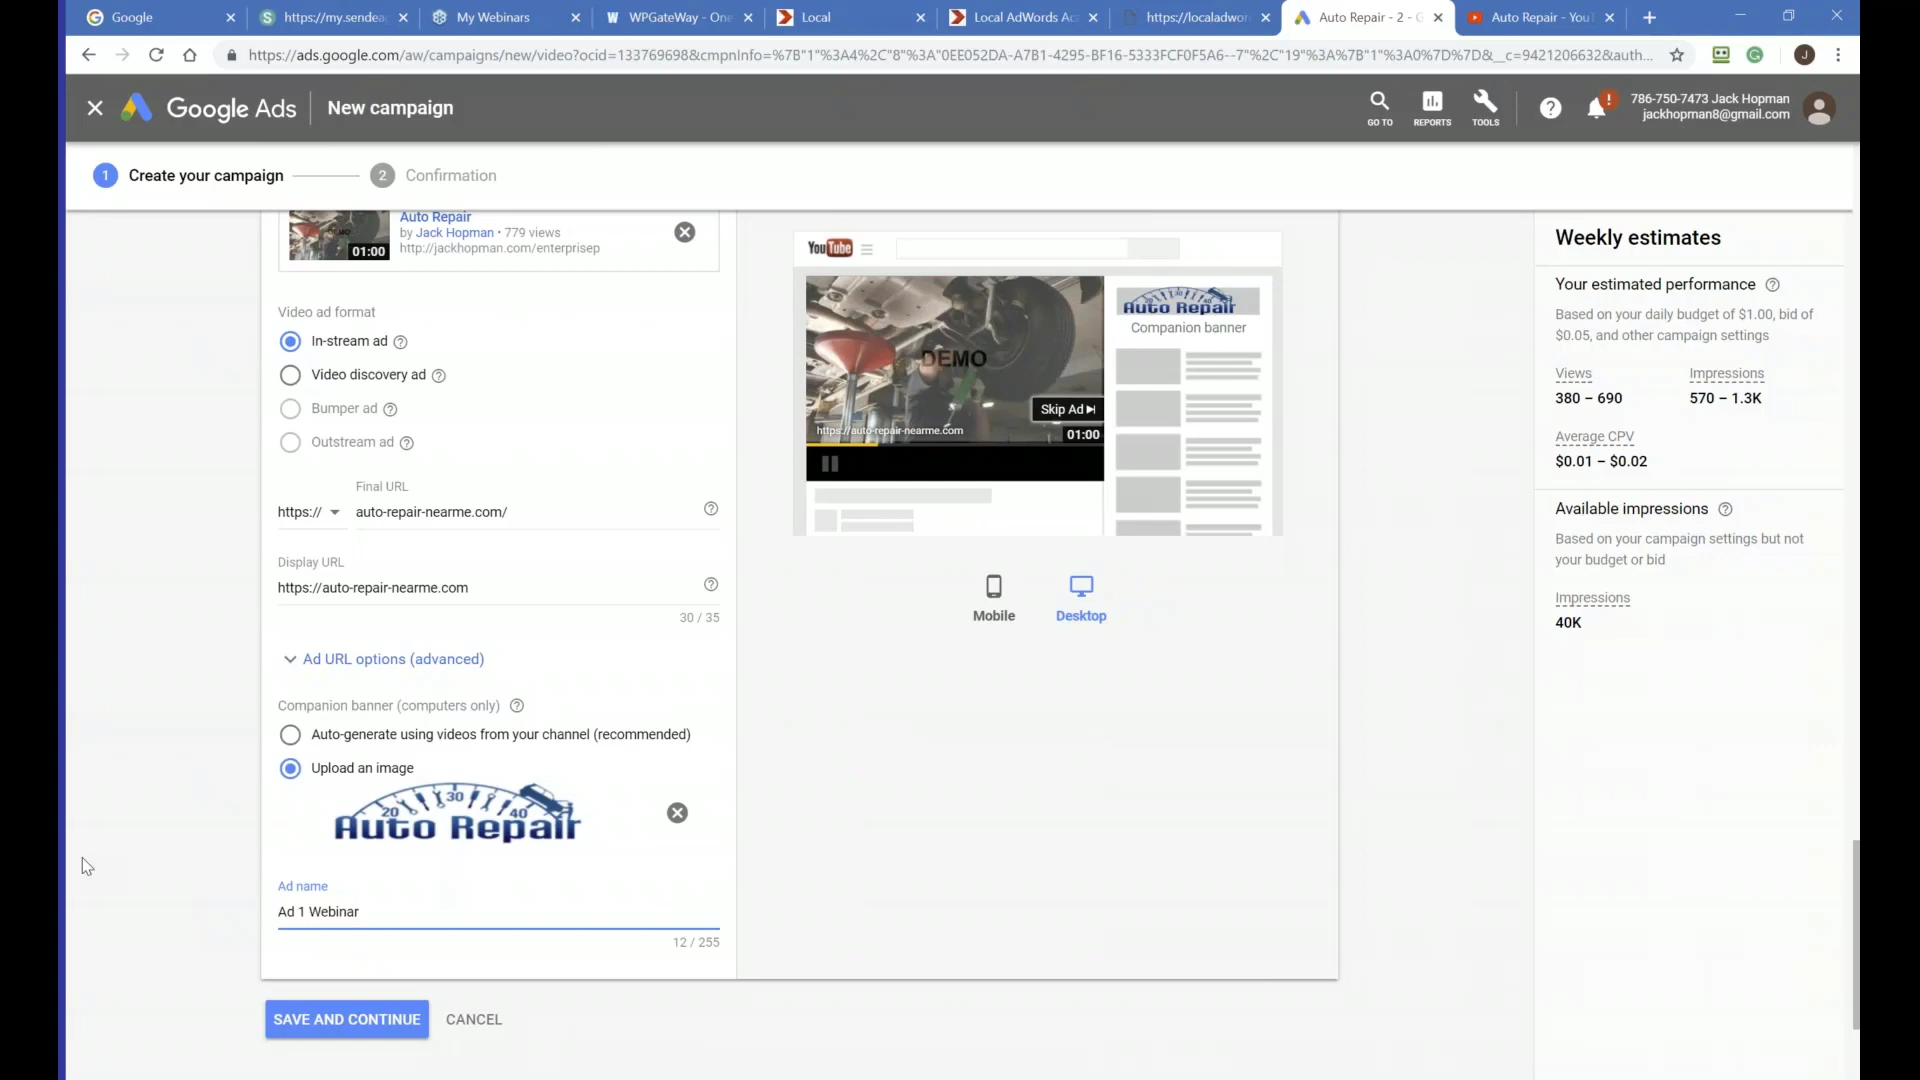 Google
https://my.sendea
My Webinars
WPGateWay - One
Local
Local AdWords Aca
https://localadwor
Auto Repair - 2 - G
Auto Repair - YouT
https://ads.google.com/aw/campaigns/new/video?ocid=133769698&cmpnInfo=%7B"1"%3A4%2C"8"%3A"0EE052DA-A7B1-4295-BF16-5333FCF0F5A6--7"%2C"19"%3A%7B"1"%3A0%7D%7D&__c=9421206632&auth...
J
Google Ads
New campaign
GO TO
REPORTS
TOOLS
?
!
786-750-7473 Jack Hopman
jackhopman8@gmail.com
1 Create your campaign
2 Confirmation
Auto Repair
by Jack Hopman • 779 views
http://jackhopman.com/enterprisep
DEMO
01:00
Video ad format
In-stream ad
Video discovery ad
Bumper ad
Outstream ad
Final URL
https://
auto-repair-nearme.com/
Display URL
https://auto-repair-nearme.com
30 / 35
Ad URL options (advanced)
Companion banner (computers only)
Auto-generate using videos from your channel (recommended)
Upload an image
20 30 40
Auto Repair
Ad name
Ad 1 Webinar
12 / 255
SAVE AND CONTINUE
CANCEL
YouTube
DEMO
Skip Ad
https://auto-repair-nearme.com
01:00
Auto Repair
Companion banner
Mobile
Desktop
Weekly estimates
Your estimated performance
Based on your daily budget of $1.00, bid of
$0.05, and other campaign settings
Views
Impressions
380 – 690
570 – 1.3K
Average CPV
$0.01 – $0.02
Available impressions
Based on your campaign settings but not
your budget or bid
Impressions
40K